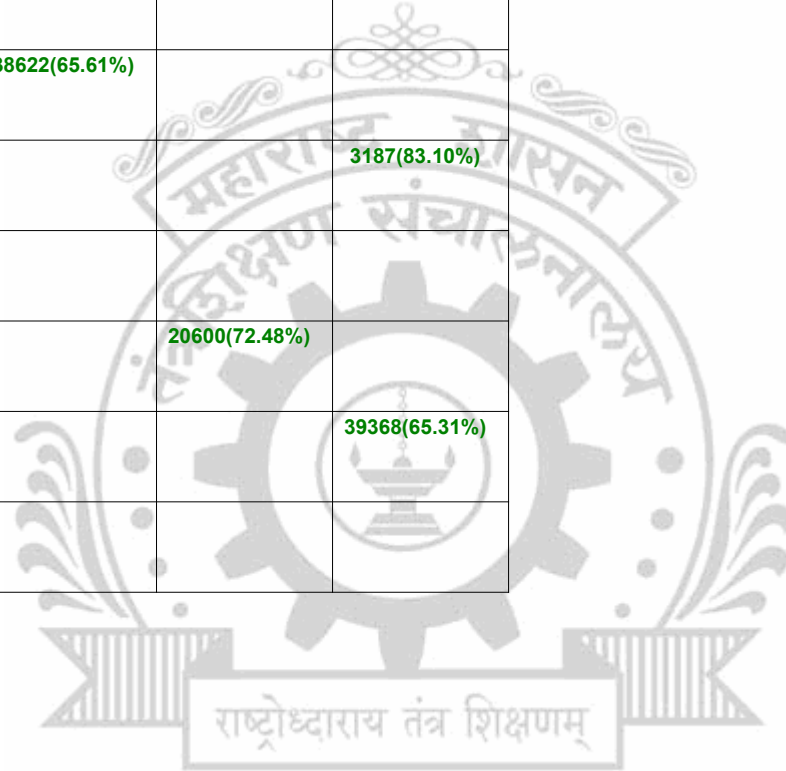 38622(65.61%)
3187(83.10%)
20600(72.48%)
39368(65.31%)
महाराष्ट्र शासन
तंत्रशिक्षण संचालनालय
राष्ट्रोध्दाराय तंत्र शिक्षणम्